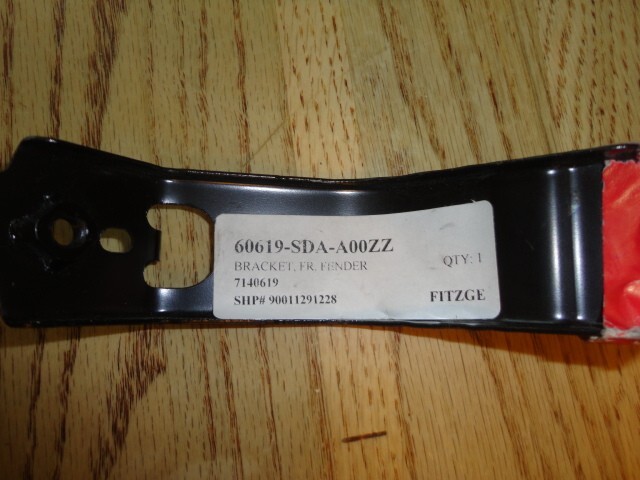 60619-SDA-A00ZZ
BRACKET, FR. FENDER QTY: 1
7140619
SHP# 90011291228 FITZGE